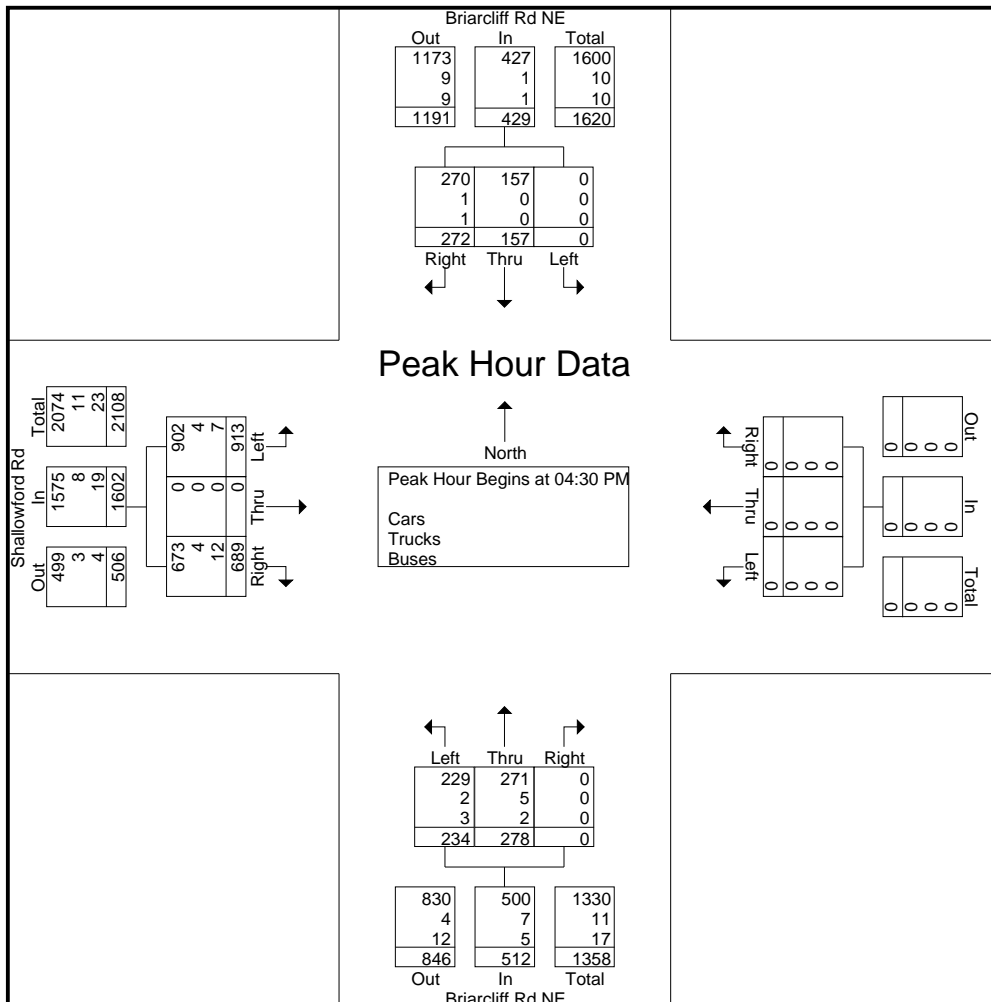 Briarcliff Rd NE
Out In Total
1173 427 1600
9 1 10
9 1 10
1191 429 1620
270 157 0
1 0 0
1 0 0
272 157 0
Right Thru Left
Peak Hour Data
North
Peak Hour Begins at 04:30 PM
Cars
Trucks
Buses
Shallowford Rd
Out In Total
499 1575 2074
3 8 11
4 19 23
506 1602 2108
673 0 902
4 0 4
12 0 7
689 0 913
Right Thru Left
Out In Total
0 0 0
0 0 0
0 0 0
0 0 0
Right Thru Left
0 0 0
0 0 0
0 0 0
0 0 0
Left Thru Right
229 271 0
2 5 0
3 2 0
234 278 0
830 500 1330
4 7 11
12 5 17
846 512 1358
Out In Total
Briarcliff Rd NE